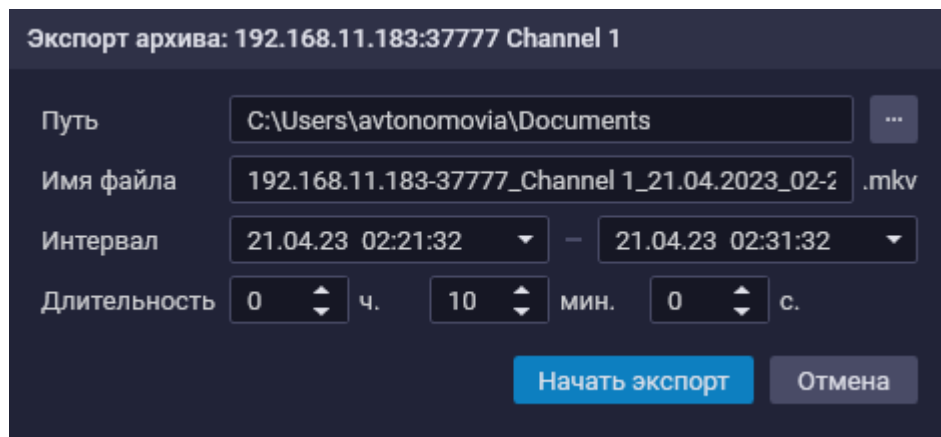 Экспорт архива: 192.168.11.183:37777 Channel 1
Путь C:\Users\avtonomovia\Documents ...
Имя файла 192.168.11.183-37777_Channel 1_21.04.2023_02-2 .mkv
Интервал 21.04.23 02:21:32 – 21.04.23 02:31:32
Длительность 0 ч. 10 мин. 0 с.
Начать экспорт Отмена